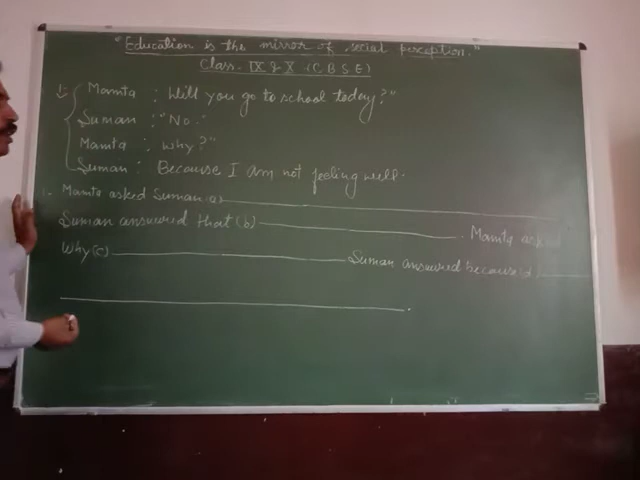 "Education is the mirror of social perception."
Class. IX & X (CBSE)
1. Mamta : Will you go to school today?"
Suman : "No."
Mamta : Why?"
Suman : Because I am not feeling well.
1. Mamta asked Suman (a)
Suman answered that (b) . Mamta asked
Why (c) Suman answered because d
.